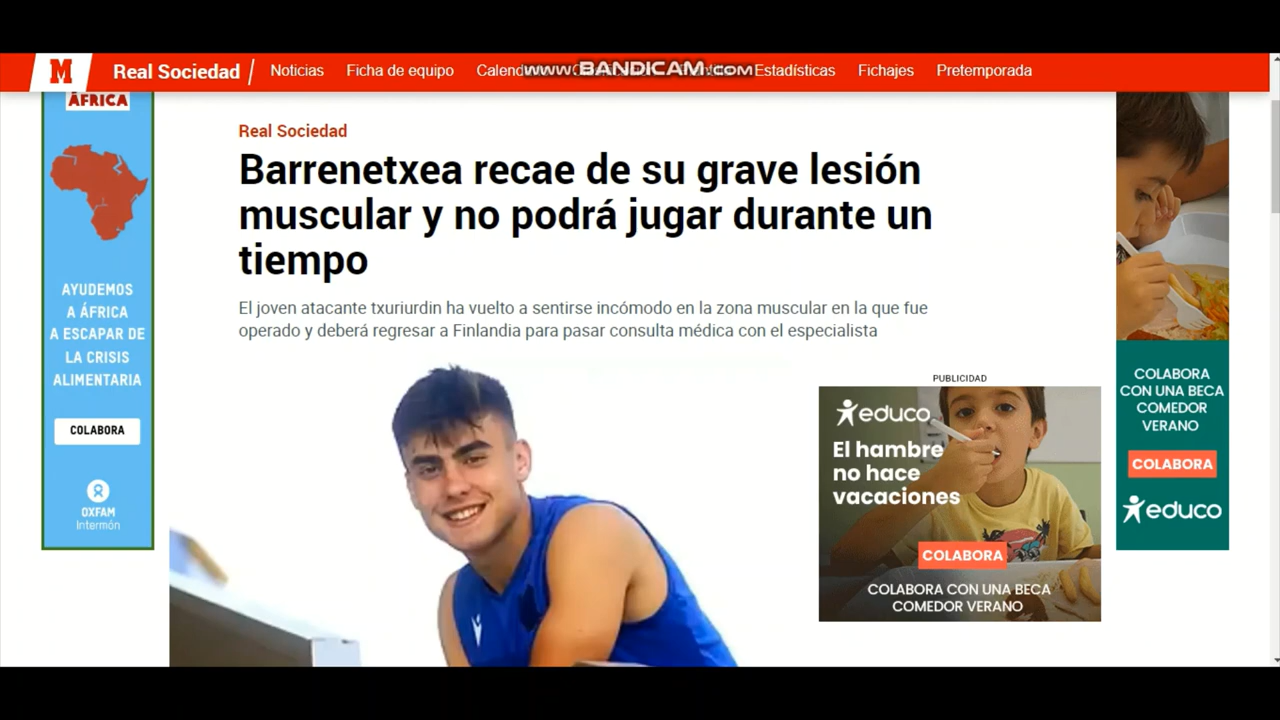 www.BANDICAM.com
M
Real Sociedad
Noticias
Ficha de equipo
Estadísticas
Fichajes
Pretemporada
ÁFRICA
AYUDEMOS
A ÁFRICA
A ESCAPAR DE
LA CRISIS
ALIMENTARIA
COLABORA
OXFAM
Intermón
Real Sociedad
Barrenetxea recae de su grave lesión
muscular y no podrá jugar durante un
tiempo
El joven atacante txuriurdin ha vuelto a sentirse incómodo en la zona muscular en la que fue
operado y deberá regresar a Finlandia para pasar consulta médica con el especialista
PUBLICIDAD
educo
El hambre
no hace
vacaciones
COLABORA
COLABORA CON UNA BECA
COMEDOR VERANO
COLABORA
CON UNA BECA
COMEDOR
VERANO
COLABORA
educo